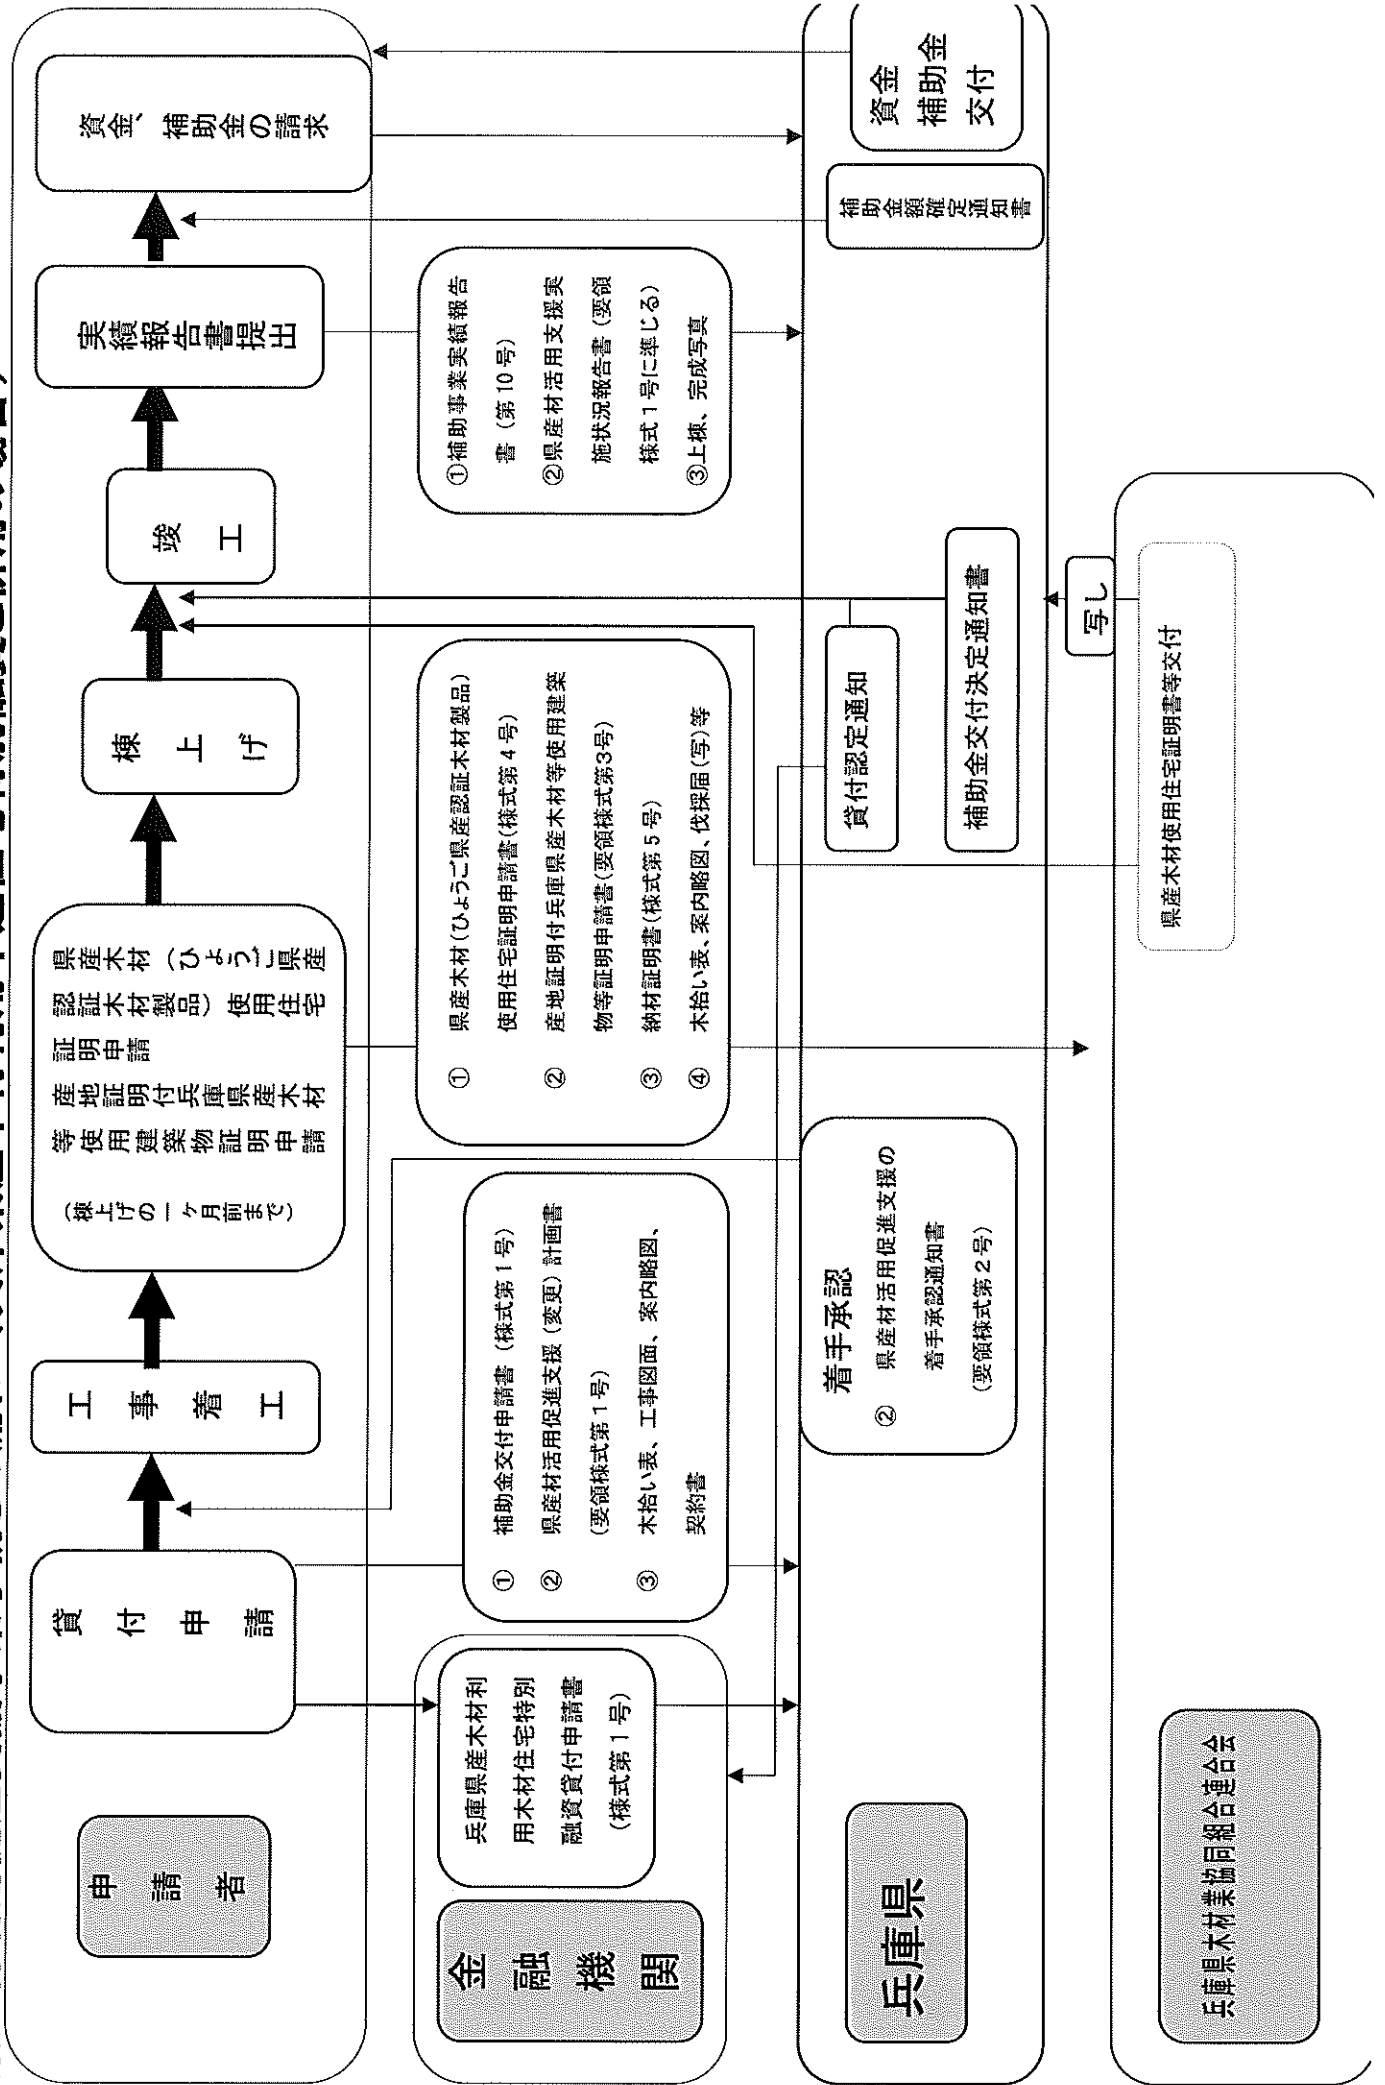 申請者
貸付申請
工事着工
県産木材（ひょうご県産
認証木材製品）使用住宅
証明申請
産地証明付兵庫県産木材
等使用建築物証明申請
（棟上げの一ケ月前まで）
棟上げ
竣工
実績報告書提出
資金、補助金の請求
金融機関
兵庫県産木材利
用木材住宅特別
融資貸付申請書
（様式第1号）
① 補助金交付申請書（様式第1号）
② 県産材活用促進支援（変更）計画書
（要領様式第1号）
③ 木拾い表、工事図面、案内略図、
契約書
① 県産木材（ひょうご県産認証木材製品）
使用住宅証明申請書（様式第4号）
② 産地証明付兵庫県産木材等使用建築
物等証明申請書（要領様式第3号）
③ 納材証明書（様式第5号）
④ 木拾い表、案内略図、伐採届（写）等
①補助事業実績報告
書（第10号）
②県産材活用支援実
施状況報告書（要領
様式1号に準じる）
③上棟、完成写真
兵庫県
着手承認
② 県産材活用促進支援の
着手承認通知書
（要領様式第2号）
貸付認定通知
補助金交付決定通知書
補助金額確定通知書
資金
補助金
交付
兵庫県木材業協同組合連合会
県産木材使用住宅証明書等交付
写し